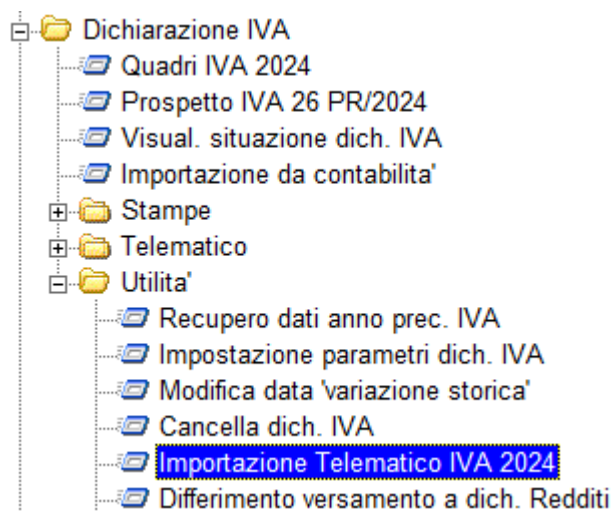 Dichiarazione IVA
Quadri IVA 2024
Prospetto IVA 26 PR/2024
Visual. situazione dich. IVA
Importazione da contabilita'
Stampe
Telematico
Utilita'
Recupero dati anno prec. IVA
Impostazione parametri dich. IVA
Modifica data 'variazione storica'
Cancella dich. IVA
Importazione Telematico IVA 2024
Differimento versamento a dich. Redditi